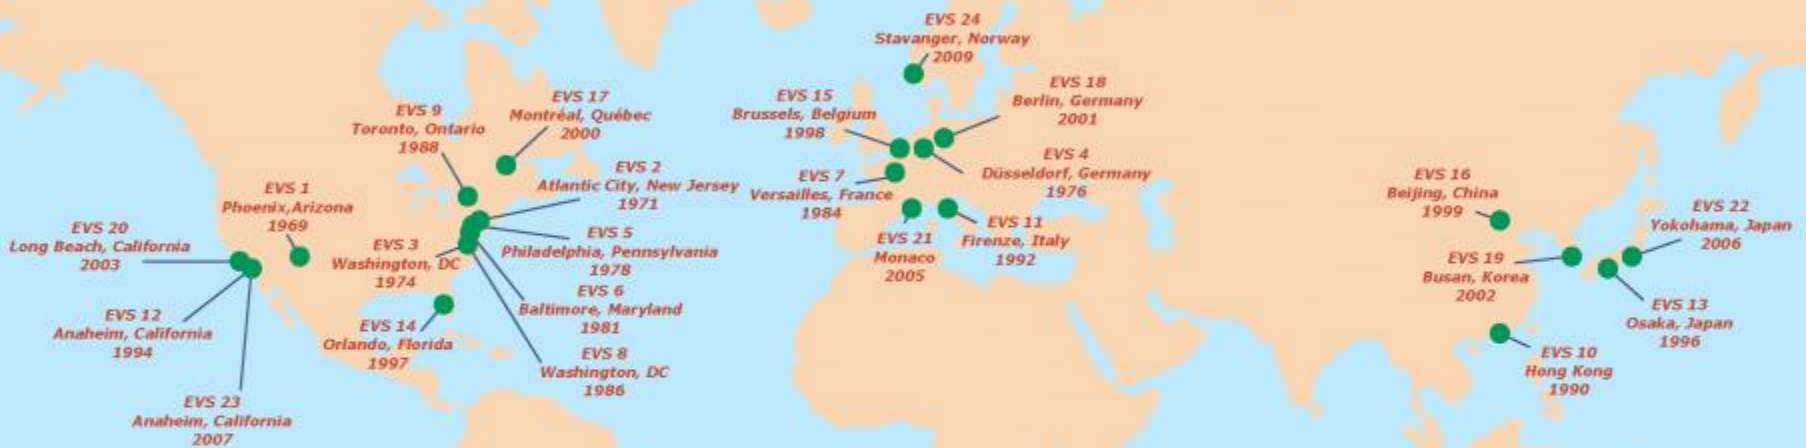 EVS 24
Stavanger, Norway
2009
EVS 18
Berlin, Germany
2001
EVS 15
Brussels, Belgium
1998
EVS 17
Montréal, Québec
2000
EVS 9
Toronto, Ontario
1988
EVS 4
Düsseldorf, Germany
1976
EVS 2
Atlantic City, New Jersey
1971
EVS 7
Versailles, France
1984
EVS 16
Beijing, China
1999
EVS 1
Phoenix,Arizona
1969
EVS 22
Yokohama, Japan
2006
EVS 11
Firenze, Italy
1992
EVS 20
Long Beach, California
2003
EVS 5
Philadelphia, Pennsylvania
1978
EVS 21
Monaco
2005
EVS 3
Washington, DC
1974
EVS 19
Busan, Korea
2002
EVS 6
Baltimore, Maryland
1981
EVS 13
Osaka, Japan
1996
EVS 12
Anaheim, California
1994
EVS 14
Orlando, Florida
1997
EVS 8
Washington, DC
1986
EVS 10
Hong Kong
1990
EVS 23
Anaheim, California
2007